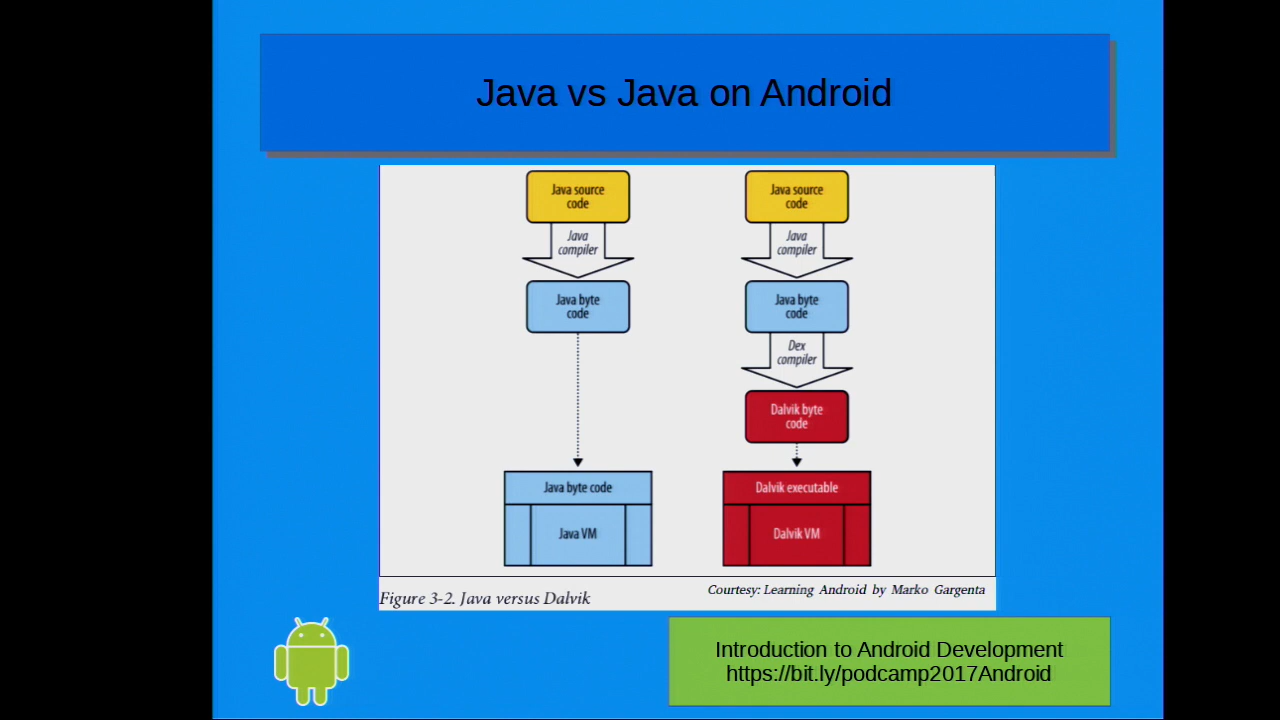 Java vs Java on Android
Java source
code
Java
compiler
Java byte
code
Java byte code
Java VM
Java source
code
Java
compiler
Java byte
code
Dex
compiler
Dalvik byte
code
Dalvik executable
Dalvik VM
Figure 3-2. Java versus Dalvik
Courtesy: Learning Android by Marko Gargenta
Introduction to Android Development
https://bit.ly/podcamp2017Android